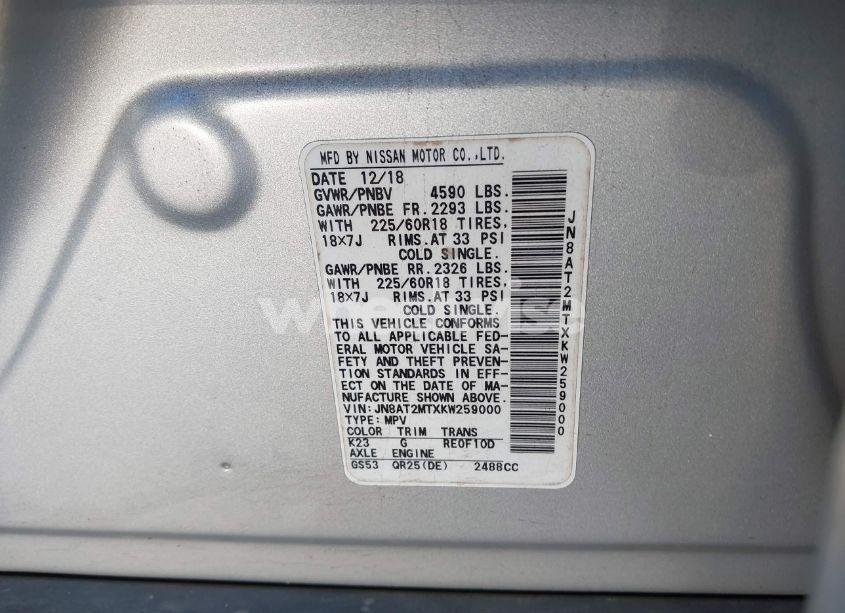 MFD BY NISSAN MOTOR CO.,LTD.
DATE 12/18
GVWR/PNBV 4590 LBS.
GAWR/PNBE FR.2293 LBS.
WITH 225/60R18 TIRES,
18X7J RIMS.AT 33 PSI
COLD SINGLE.
GAWR/PNBE RR.2326 LBS.
WITH 225/60R18 TIRES,
18X7J RIMS.AT 33 PSI
COLD SINGLE.
THIS VEHICLE CONFORMS
TO ALL APPLICABLE FED-
ERAL MOTOR VEHICLE SA-
FETY AND THEFT PREVEN-
TION STANDARDS IN EFF-
ECT ON THE DATE OF MA-
NUFACTURE SHOWN ABOVE.
VIN:JN8AT2MTXKW259000
TYPE:MPV
COLOR TRIM TRANS
K23 G RE0F10D
AXLE ENGINE
GS53 QR25(DE) 2488CC
JN8AT2MTXKW259000